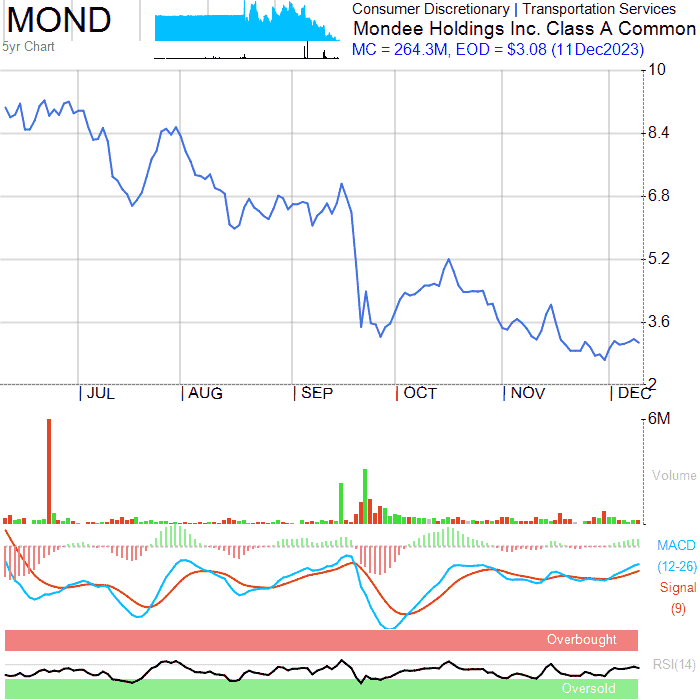 MOND
5yr Chart
Consumer Discretionary | Transportation Services
Mondee Holdings Inc. Class A Common
MC = 264.3M, EOD = $3.08 (11Dec2023)
10
8.4
6.8
5.2
3.6
2
JUL AUG SEP OCT NOV DEC
6M
Volume
MACD
(12-26)
Signal
(9)
Overbought
RSI(14)
Oversold